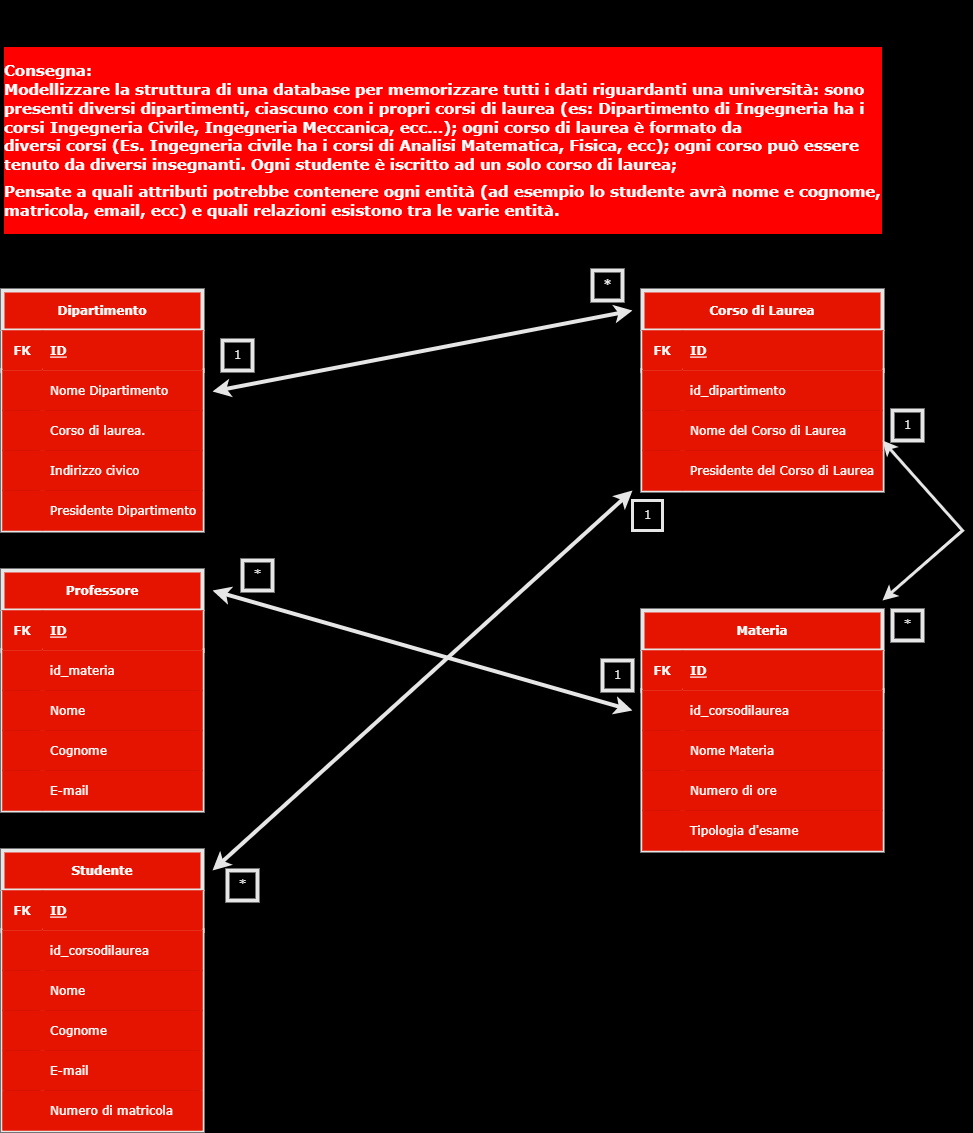 Consegna:
Modellizzare la struttura di una database per memorizzare tutti i dati riguardanti una università: sono
presenti diversi dipartimenti, ciascuno con i propri corsi di laurea (es: Dipartimento di Ingegneria ha i
corsi Ingegneria Civile, Ingegneria Meccanica, ecc...); ogni corso di laurea è formato da
diversi corsi (Es. Ingegneria civile ha i corsi di Analisi Matematica, Fisica, ecc); ogni corso può essere
tenuto da diversi insegnanti. Ogni studente è iscritto ad un solo corso di laurea;
Pensate a quali attributi potrebbe contenere ogni entità (ad esempio lo studente avrà nome e cognome,
matricola, email, ecc) e quali relazioni esistono tra le varie entità.
Dipartimento
FK ID
Nome Dipartimento
Corso di laurea.
Indirizzo civico
Presidente Dipartimento
1
*
Corso di Laurea
FK ID
id_dipartimento
Nome del Corso di Laurea
Presidente del Corso di Laurea
1
1
Professore
FK ID
id_materia
Nome
Cognome
E-mail
*
1
Materia
FK ID
id_corsodilaurea
Nome Materia
Numero di ore
Tipologia d'esame
*
Studente
FK ID
id_corsodilaurea
Nome
Cognome
E-mail
Numero di matricola
*